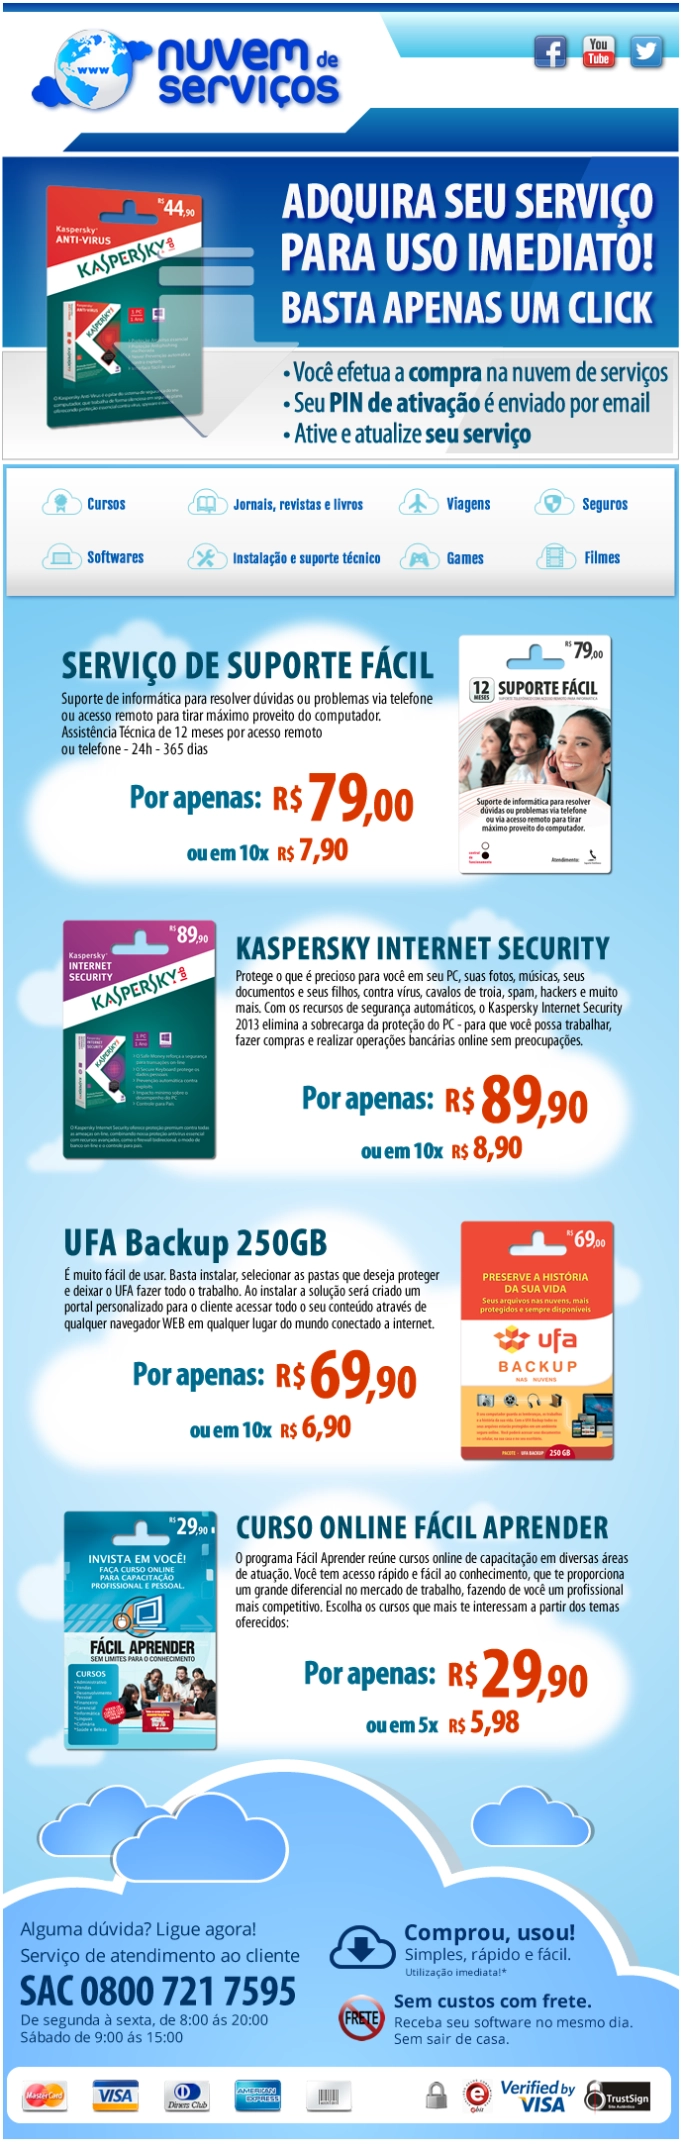 www
nuvem de
serviços
You
Tube
R$ 44,90
Kaspersky
ANTI-VIRUS
KASPERSKY lab
ADQUIRA SEU SERVIÇO
PARA USO IMEDIATO!
BASTA APENAS UM CLICK
• Você efetua a compra na nuvem de serviços
• Seu PIN de ativação é enviado por email
• Ative e atualize seu serviço
Cursos
Jornais, revistas e livros
Viagens
Seguros
Softwares
Instalação e suporte técnico
Games
Filmes
SERVIÇO DE SUPORTE FÁCIL
Suporte de informática para resolver dúvidas ou problemas via telefone
ou acesso remoto para tirar máximo proveito do computador.
Assistência Técnica de 12 meses por acesso remoto
ou telefone - 24h - 365 dias
Por apenas: R$ 79,00
ou em 10x R$ 7,90
R$ 79,00
12
MESES
SUPORTE FÁCIL
Suporte de informática para resolver
dúvidas ou problemas via telefone
ou via acesso remoto para tirar
máximo proveito do computador.
Atendimento:
R$ 89,90
Kaspersky
INTERNET
SECURITY
KASPERSKY lab
KASPERSKY INTERNET SECURITY
Protege o que é precioso para você em seu PC, suas fotos, músicas, seus
documentos e seus filhos, contra vírus, cavalos de troia, spam, hackers e muito
mais. Com os recursos de segurança automáticos, o Kaspersky Internet Security
2013 elimina a sobrecarga da proteção do PC - para que você possa trabalhar,
fazer compras e realizar operações bancárias online sem preocupações.
Por apenas: R$ 89,90
ou em 10x R$ 8,90
UFA Backup 250GB
É muito fácil de usar. Basta instalar, selecionar as pastas que deseja proteger
e deixar o UFA fazer todo o trabalho. Ao instalar a solução será criado um
portal personalizado para o cliente acessar todo o seu conteúdo através de
qualquer navegador WEB em qualquer lugar do mundo conectado a internet.
Por apenas: R$ 69,90
ou em 10x R$ 6,90
R$ 69,00
PRESERVE A HISTÓRIA
DA SUA VIDA
Seus arquivos nas nuvens, mais
protegidos e sempre disponíveis
ufa
BACKUP
NAS NUVENS
PACOTE - UFA BACKUP 250 GB
R$ 29,90
INVISTA EM VOCÊ!
FAÇA CURSO ONLINE
PARA CAPACITAÇÃO
PROFISSIONAL E PESSOAL.
FÁCIL APRENDER
SEM LIMITES PARA O CONHECIMENTO
CURSOS
CURSO ONLINE FÁCIL APRENDER
O programa Fácil Aprender reúne cursos online de capacitação em diversas áreas
de atuação. Você tem acesso rápido e fácil ao conhecimento, que te proporciona
um grande diferencial no mercado de trabalho, fazendo de você um profissional
mais competitivo. Escolha os cursos que mais te interessam a partir dos temas
oferecidos:
Por apenas: R$ 29,90
ou em 5x R$ 5,98
Alguma dúvida? Ligue agora!
Serviço de atendimento ao cliente
SAC 0800 721 7595
De segunda à sexta, de 8:00 ás 20:00
Sábado de 9:00 ás 15:00
Comprou, usou!
Simples, rápido e fácil.
Utilização imediata!*
FRETE
Sem custos com frete.
Receba seu software no mesmo dia.
Sem sair de casa.
MasterCard
VISA
Diners Club
AMERICAN EXPRESS
e
ebit
Verified by
VISA
TrustSign
Site Autêntico